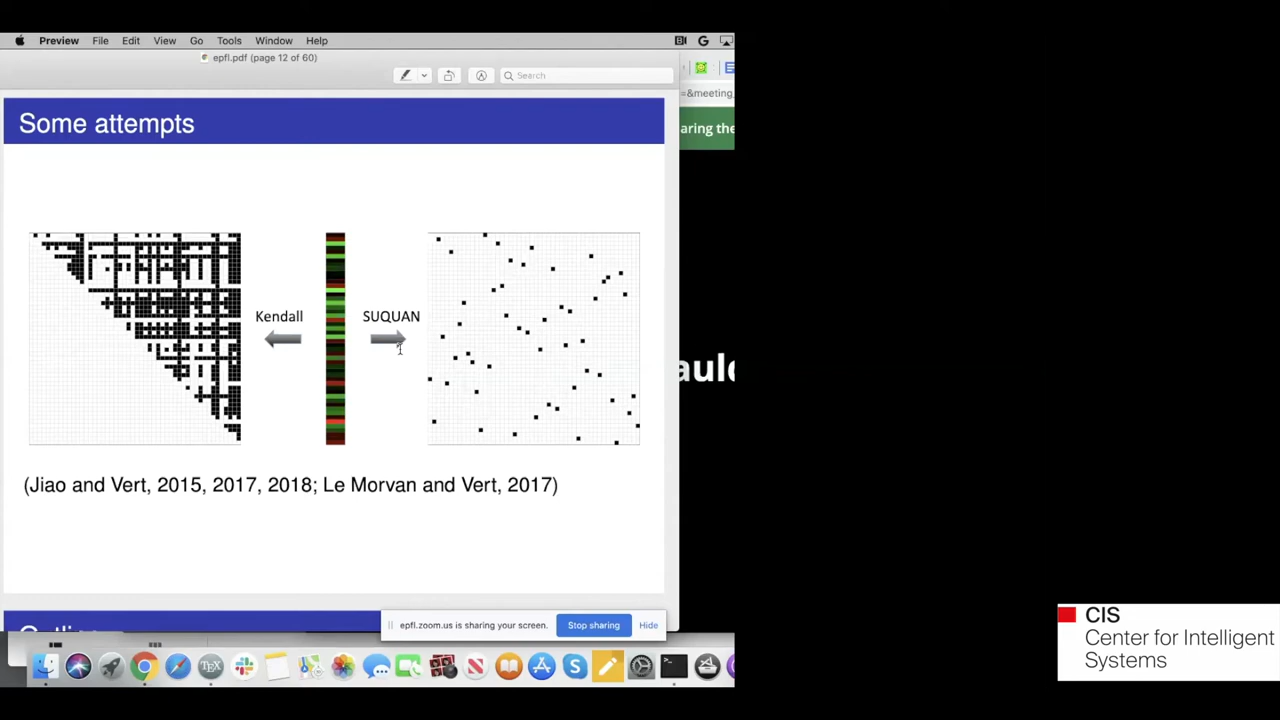 Preview File Edit View Go Tools Window Help
epfl.pdf (page 12 of 60)
Search
=&meeting_
Some attempts
aring the
Kendall
SUQUAN
auld
(Jiao and Vert, 2015, 2017, 2018; Le Morvan and Vert, 2017)
epfl.zoom.us is sharing your screen.
Stop sharing
Hide
CIS
Center for Intelligent
Systems